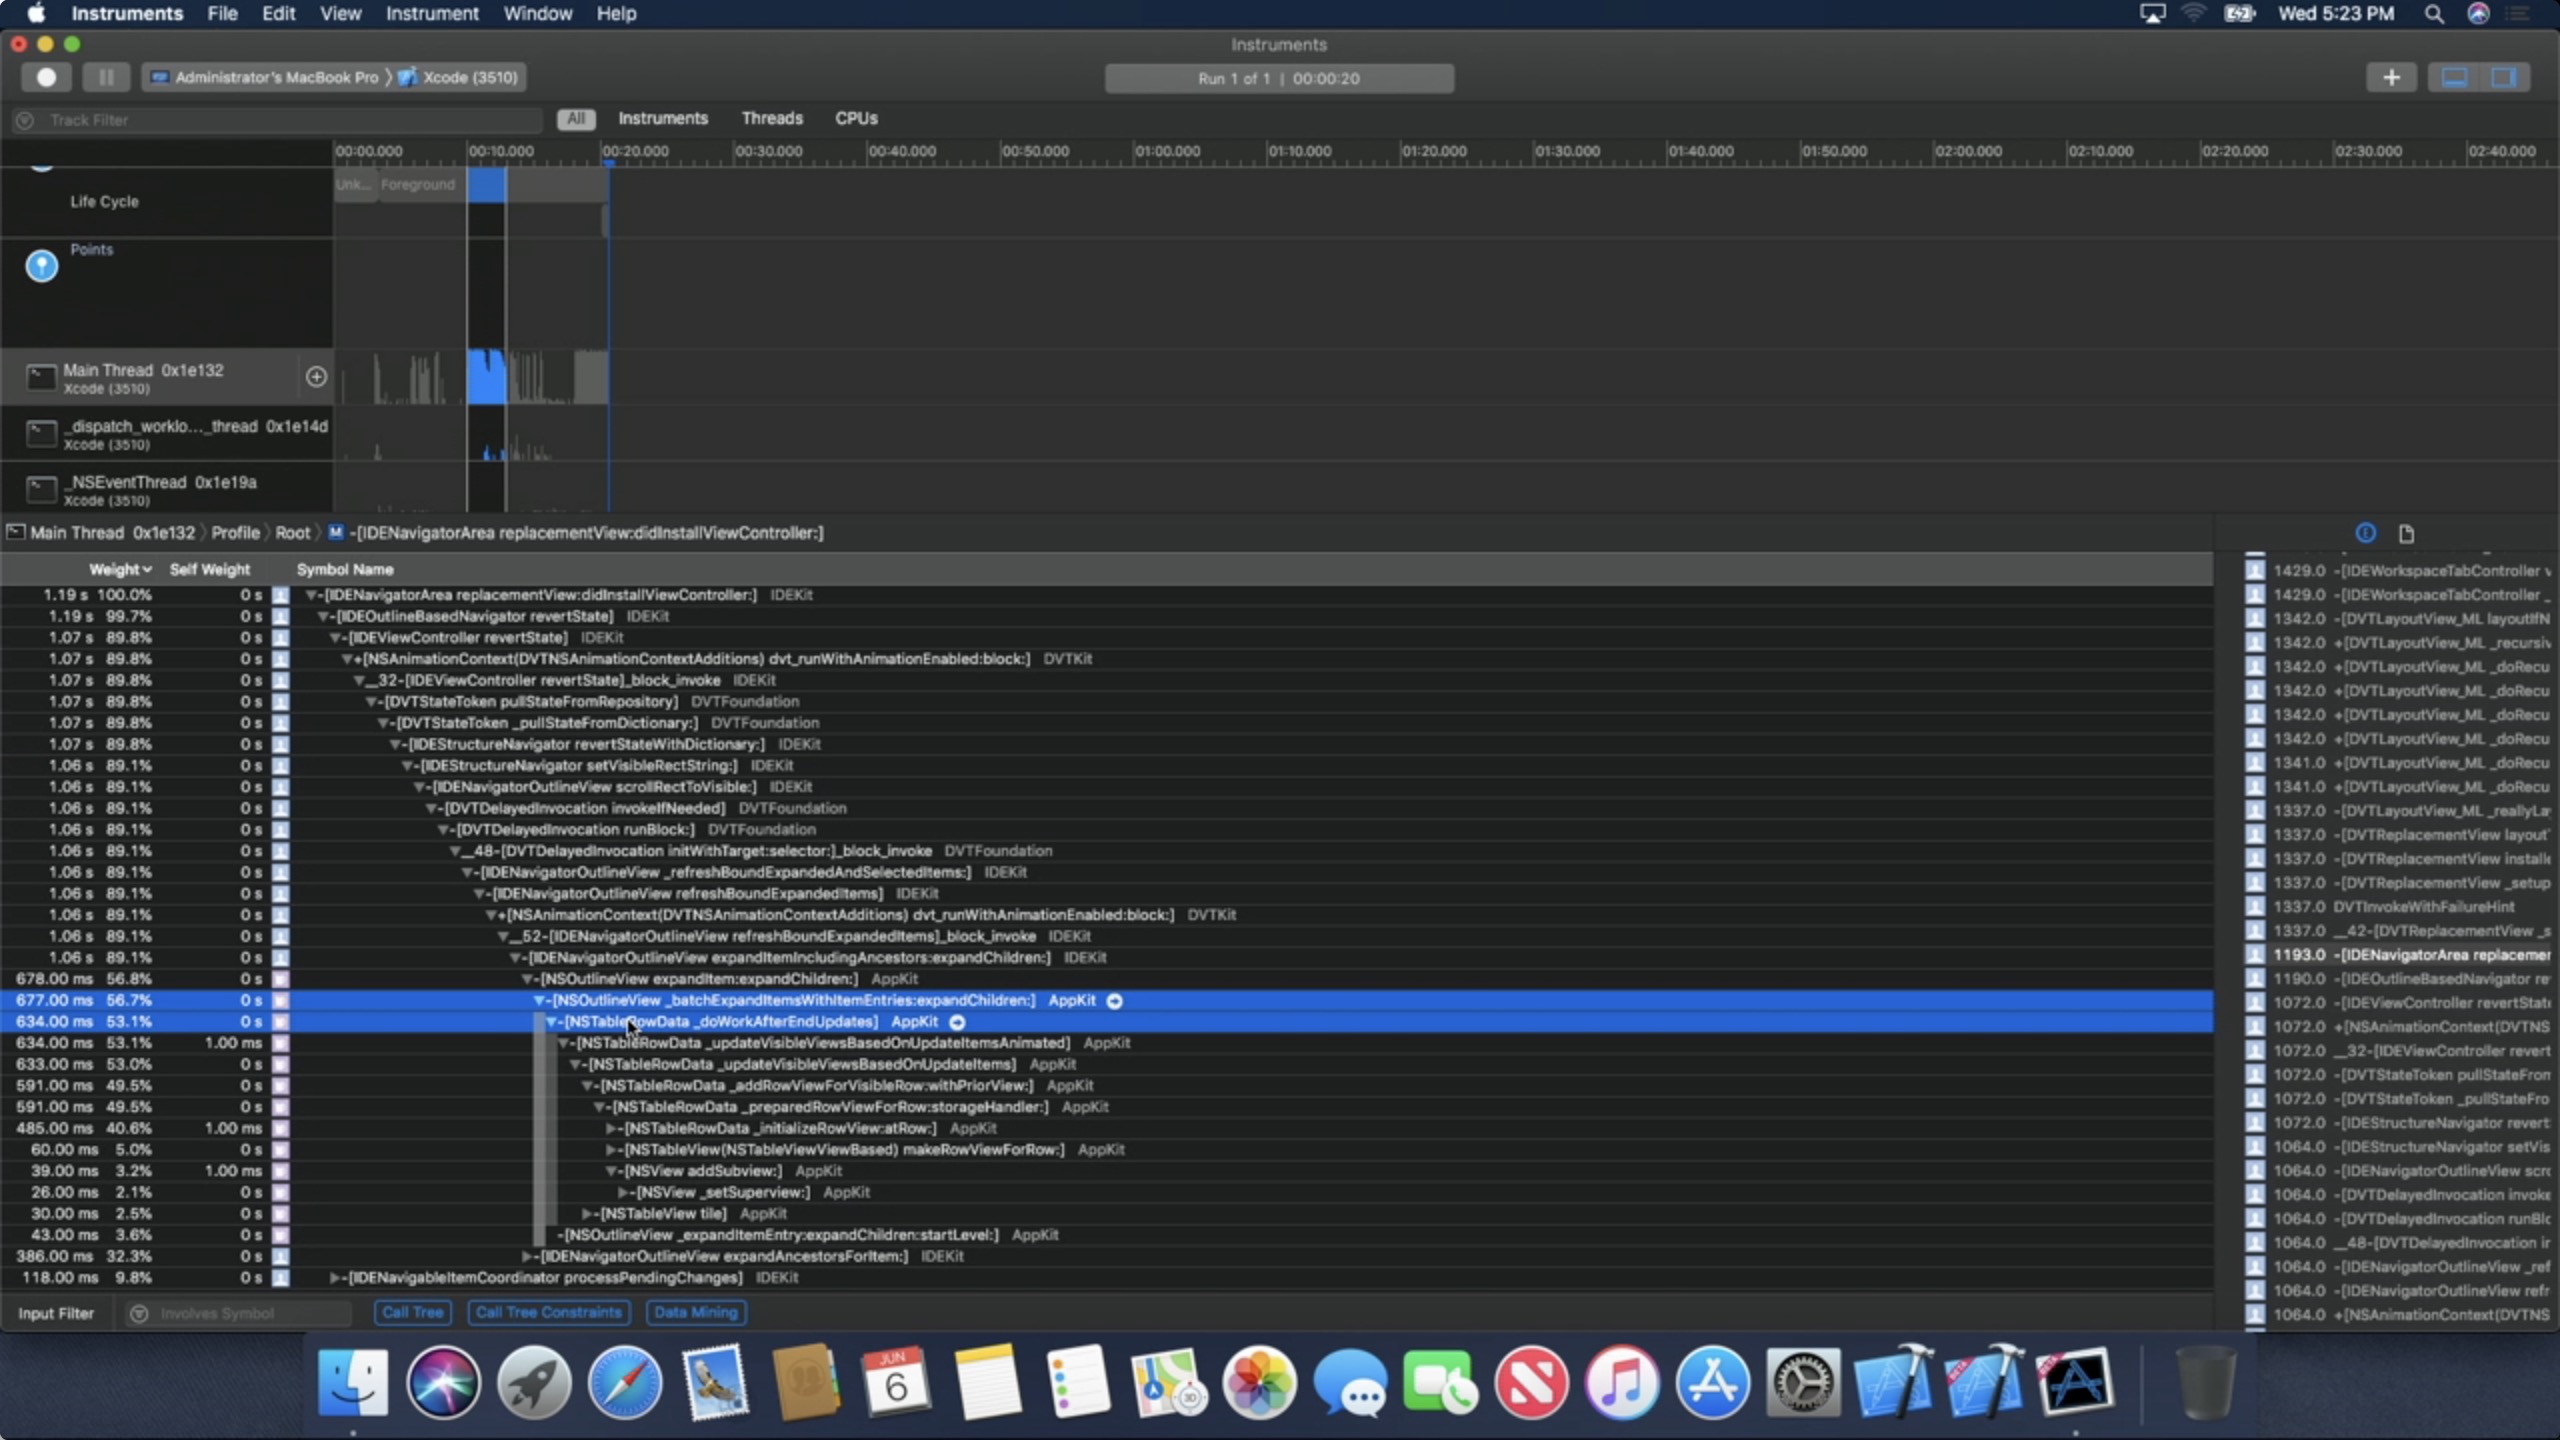 Instruments File Edit View Instrument Window Help Wed 5:23 PM
Instruments
Administrator's MacBook Pro Xcode (3510) Run 1 of 1 | 00:00:20
Track Filter All Instruments Threads CPUs
00:00.000 00:10.000 00:20.000 00:30.000 00:40.000 00:50.000 01:00.000 01:10.000 01:20.000 01:30.000 01:40.000 01:50.000 02:00.000 02:10.000 02:20.000 02:30.000 02:40.000
Unk... Foreground
Life Cycle
Points
Main Thread 0x1e132
Xcode (3510)
_dispatch_worklo..._thread 0x1e14d
Xcode (3510)
_NSEventThread 0x1e19a
Xcode (3510)
Main Thread 0x1e132 Profile Root -[IDENavigatorArea replacementView:didInstallViewController:]
Weight Self Weight Symbol Name
1.19 s 100.0% 0 s -[IDENavigatorArea replacementView:didInstallViewController:] IDEKit
1.19 s 99.7% 0 s -[IDEOutlineBasedNavigator revertState] IDEKit
1.07 s 89.8% 0 s -[IDEViewController revertState] IDEKit
1.07 s 89.8% 0 s +[NSAnimationContext(DVTNSAnimationContextAdditions) dvt_runWithAnimationEnabled:block:] DVTKit
1.07 s 89.8% 0 s __32-[IDEViewController revertState]_block_invoke IDEKit
1.07 s 89.8% 0 s -[DVTStateToken pullStateFromRepository] DVTFoundation
1.07 s 89.8% 0 s -[DVTStateToken _pullStateFromDictionary:] DVTFoundation
1.07 s 89.8% 0 s -[IDEStructureNavigator revertStateWithDictionary:] IDEKit
1.06 s 89.1% 0 s -[IDEStructureNavigator setVisibleRectString:] IDEKit
1.06 s 89.1% 0 s -[IDENavigatorOutlineView scrollRectToVisible:] IDEKit
1.06 s 89.1% 0 s -[DVTDelayedInvocation invokeIfNeeded] DVTFoundation
1.06 s 89.1% 0 s -[DVTDelayedInvocation runBlock:] DVTFoundation
1.06 s 89.1% 0 s __48-[DVTDelayedInvocation initWithTarget:selector:]_block_invoke DVTFoundation
1.06 s 89.1% 0 s -[IDENavigatorOutlineView _refreshBoundExpandedAndSelectedItems:] IDEKit
1.06 s 89.1% 0 s -[IDENavigatorOutlineView refreshBoundExpandedItems] IDEKit
1.06 s 89.1% 0 s +[NSAnimationContext(DVTNSAnimationContextAdditions) dvt_runWithAnimationEnabled:block:] DVTKit
1.06 s 89.1% 0 s __52-[IDENavigatorOutlineView refreshBoundExpandedItems]_block_invoke IDEKit
1.06 s 89.1% 0 s -[IDENavigatorOutlineView expandItemIncludingAncestors:expandChildren:] IDEKit
678.00 ms 56.8% 0 s -[NSOutlineView expandItem:expandChildren:] AppKit
677.00 ms 56.7% 0 s -[NSOutlineView _batchExpandItemsWithItemEntries:expandChildren:] AppKit
634.00 ms 53.1% 0 s -[NSTableRowData _doWorkAfterEndUpdates] AppKit
634.00 ms 53.1% 1.00 ms -[NSTableRowData _updateVisibleViewsBasedOnUpdateItemsAnimated] AppKit
633.00 ms 53.0% 0 s -[NSTableRowData _updateVisibleViewsBasedOnUpdateItems] AppKit
591.00 ms 49.5% 0 s -[NSTableRowData _addRowViewForVisibleRow:withPriorView:] AppKit
591.00 ms 49.5% 0 s -[NSTableRowData _preparedRowViewForRow:storageHandler:] AppKit
485.00 ms 40.6% 1.00 ms -[NSTableRowData _initializeRowView:atRow:] AppKit
60.00 ms 5.0% 0 s -[NSTableView(NSTableViewViewBased) makeRowViewForRow:] AppKit
39.00 ms 3.2% 1.00 ms -[NSView addSubview:] AppKit
26.00 ms 2.1% 0 s -[NSView _setSuperview:] AppKit
30.00 ms 2.5% 0 s -[NSTableView tile] AppKit
43.00 ms 3.6% 0 s -[NSOutlineView _expandItemEntry:expandChildren:startLevel:] AppKit
386.00 ms 32.3% 0 s -[IDENavigatorOutlineView expandAncestorsForItem:] IDEKit
118.00 ms 9.8% 0 s -[IDENavigableItemCoordinator processPendingChanges] IDEKit
1429.0 -[IDEWorkspaceTabController v
1429.0 -[IDEWorkspaceTabController _
1342.0 -[DVTLayoutView_ML layoutIfN
1342.0 +[DVTLayoutView_ML _recursiv
1342.0 +[DVTLayoutView_ML _doRecu
1342.0 +[DVTLayoutView_ML _doRecu
1342.0 +[DVTLayoutView_ML _doRecu
1342.0 +[DVTLayoutView_ML _doRecu
1341.0 +[DVTLayoutView_ML _doRecu
1341.0 +[DVTLayoutView_ML _doRecu
1337.0 -[DVTLayoutView_ML _reallyLa
1337.0 -[DVTReplacementView layout
1337.0 -[DVTReplacementView installe
1337.0 -[DVTReplacementView _setup
1337.0 DVTInvokeWithFailureHint
1337.0 __42-[DVTReplacementView _s
1193.0 -[IDENavigatorArea replacemer
1190.0 -[IDEOutlineBasedNavigator re
1072.0 -[IDEViewController revertState
1072.0 +[NSAnimationContext(DVTNS
1072.0 __32-[IDEViewController revert
1072.0 -[DVTStateToken pullStateFron
1072.0 -[DVTStateToken _pullStateFro
1072.0 -[IDEStructureNavigator revert
1064.0 -[IDEStructureNavigator setVis
1064.0 -[IDENavigatorOutlineView scro
1064.0 -[DVTDelayedInvocation invoke
1064.0 -[DVTDelayedInvocation runBlo
1064.0 __48-[DVTDelayedInvocation ir
1064.0 -[IDENavigatorOutlineView _ref
1064.0 -[IDENavigatorOutlineView refr
1064.0 +[NSAnimationContext(DVTNS
Input Filter Involves Symbol Call Tree Call Tree Constraints Data Mining
JUN
6